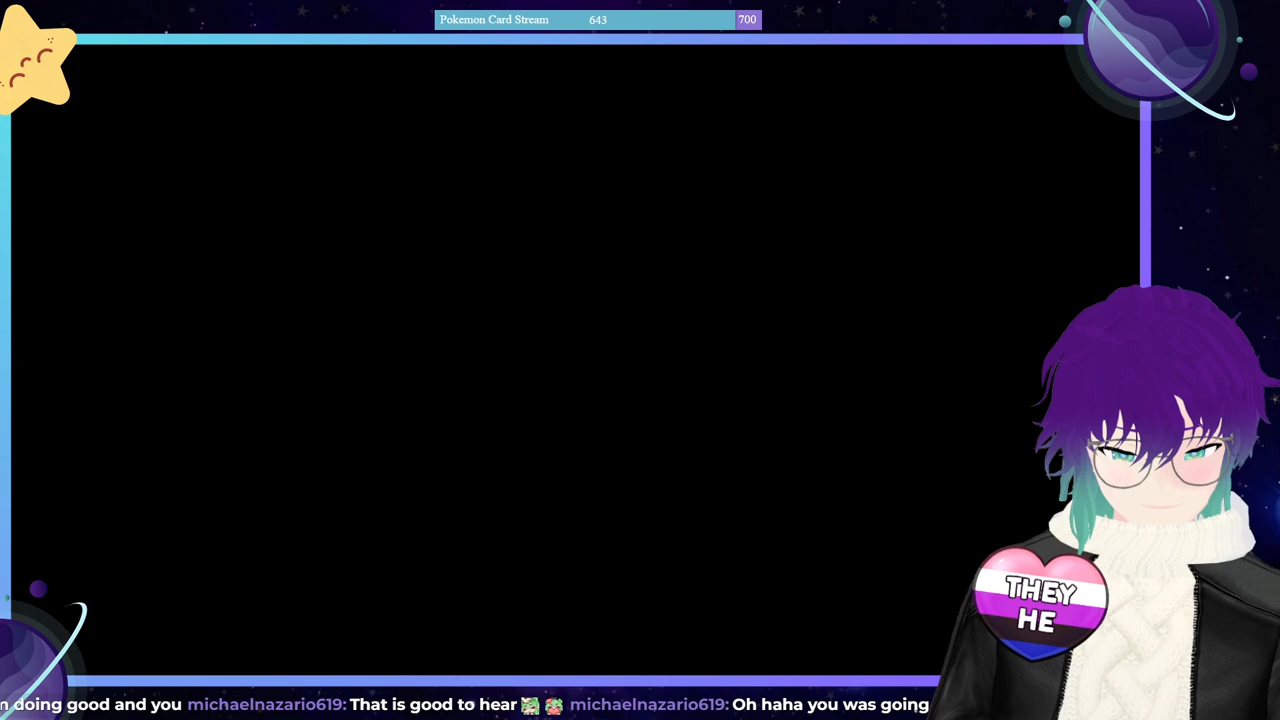 Pokemon Card Stream 643 700
THEY
HE
doing good and you michaelnazario619: That is good to hear michaelnazario619: Oh haha you was going